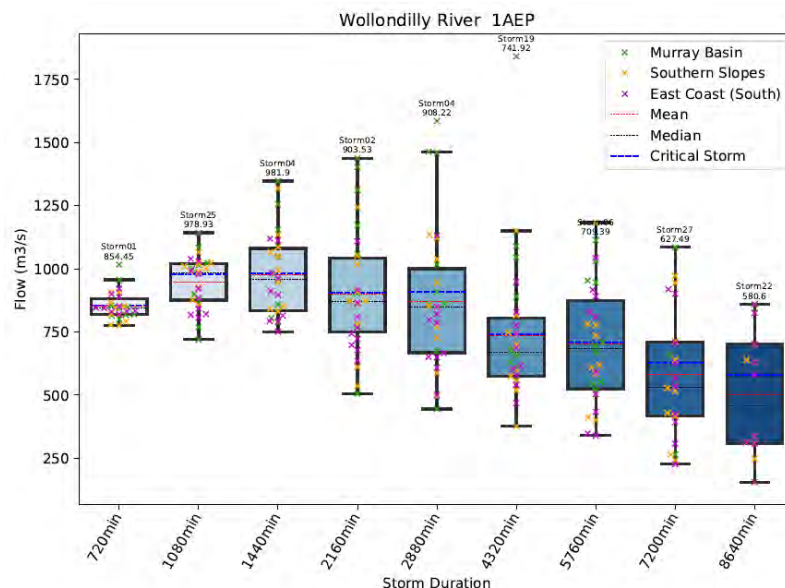 Wollondilly River 1AEP
Storm19
741.92
Murray Basin
Southern Slopes
East Coast (South)
Mean
Median
Critical Storm
Storm04
908.22
Storm02
903.53
Storm04
981.9
Storm25
978.93
Storm01
854.45
709.39
Storm27
627.49
Storm22
580.6
Flow (m3/s)
1750
1500
1250
1000
750
500
250
720min
1080min
1440min
2160min
2880min
4320min
5760min
7200min
8640min
Storm Duration